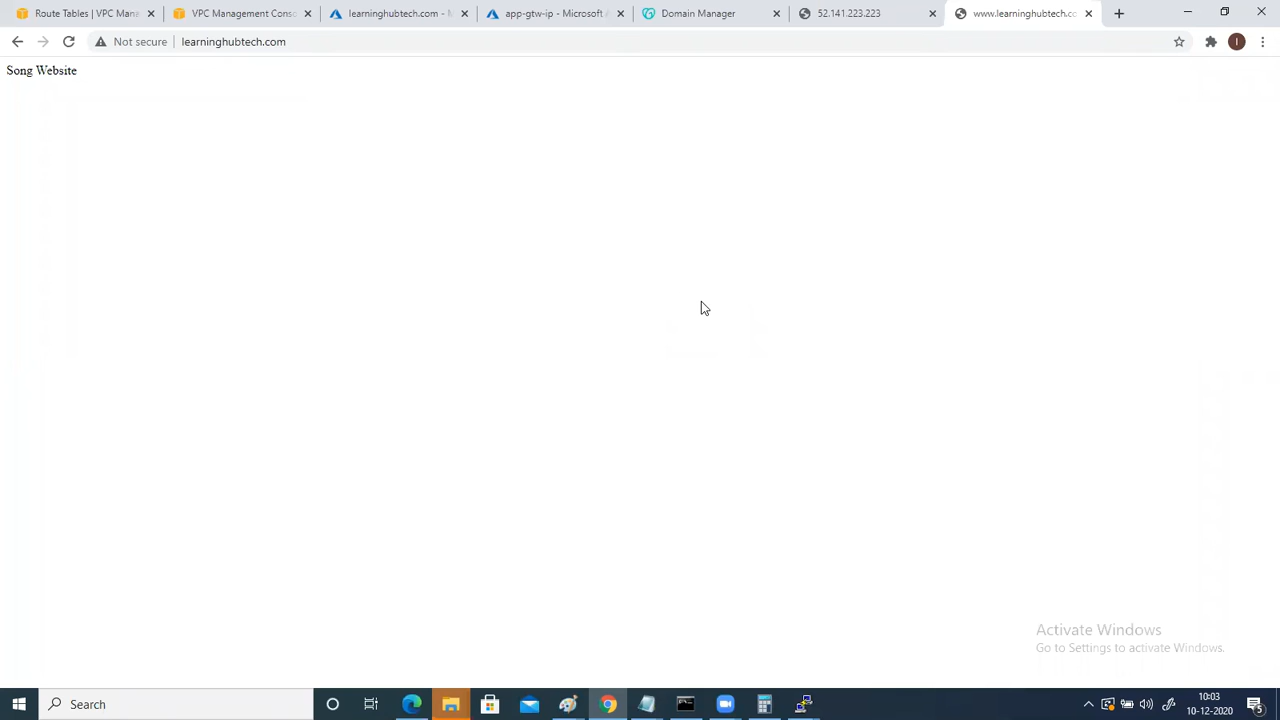 Route Tables | VPC Mana
VPC Management Conso
learninghubtech.com - M
app-gtw-ip - Microsoft A
Domain Manager
52.141.223.223
www.learninghubtech.co
Not secure
learninghubtech.com
I
Song Website
Activate Windows
Go to Settings to activate Windows.
Search
10:03
10-12-2020
5